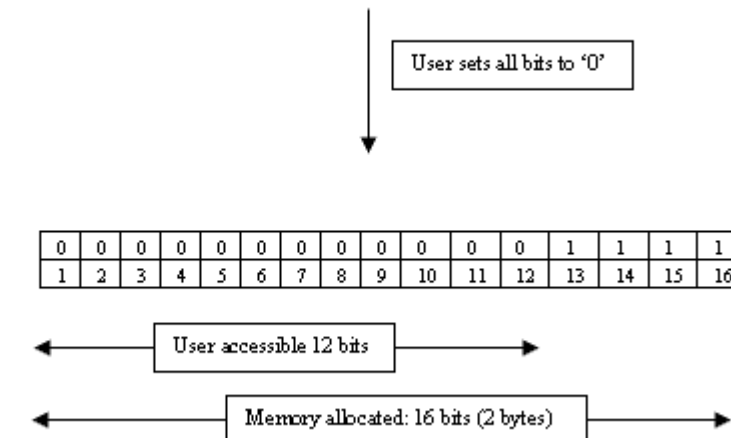 User sets all bits to ‘0’
0 0 0 0 0 0 0 0 0 0 0 0 1 1 1 1
1 2 3 4 5 6 7 8 9 10 11 12 13 14 15 16
User accessible 12 bits
Memory allocated: 16 bits (2 bytes)